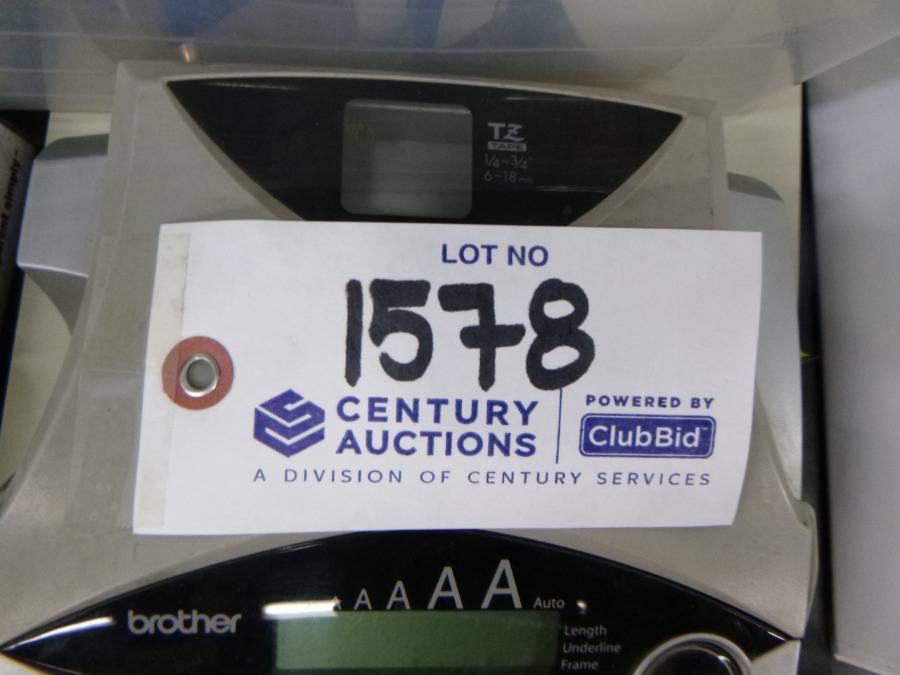 TZ
TAPE
1/4"~3/4"
6~18mm
LOT NO
1578
CENTURY
AUCTIONS
POWERED BY
ClubBid™
A DIVISION OF CENTURY SERVICES
A A A A A Auto
brother
Length
Underline
Frame